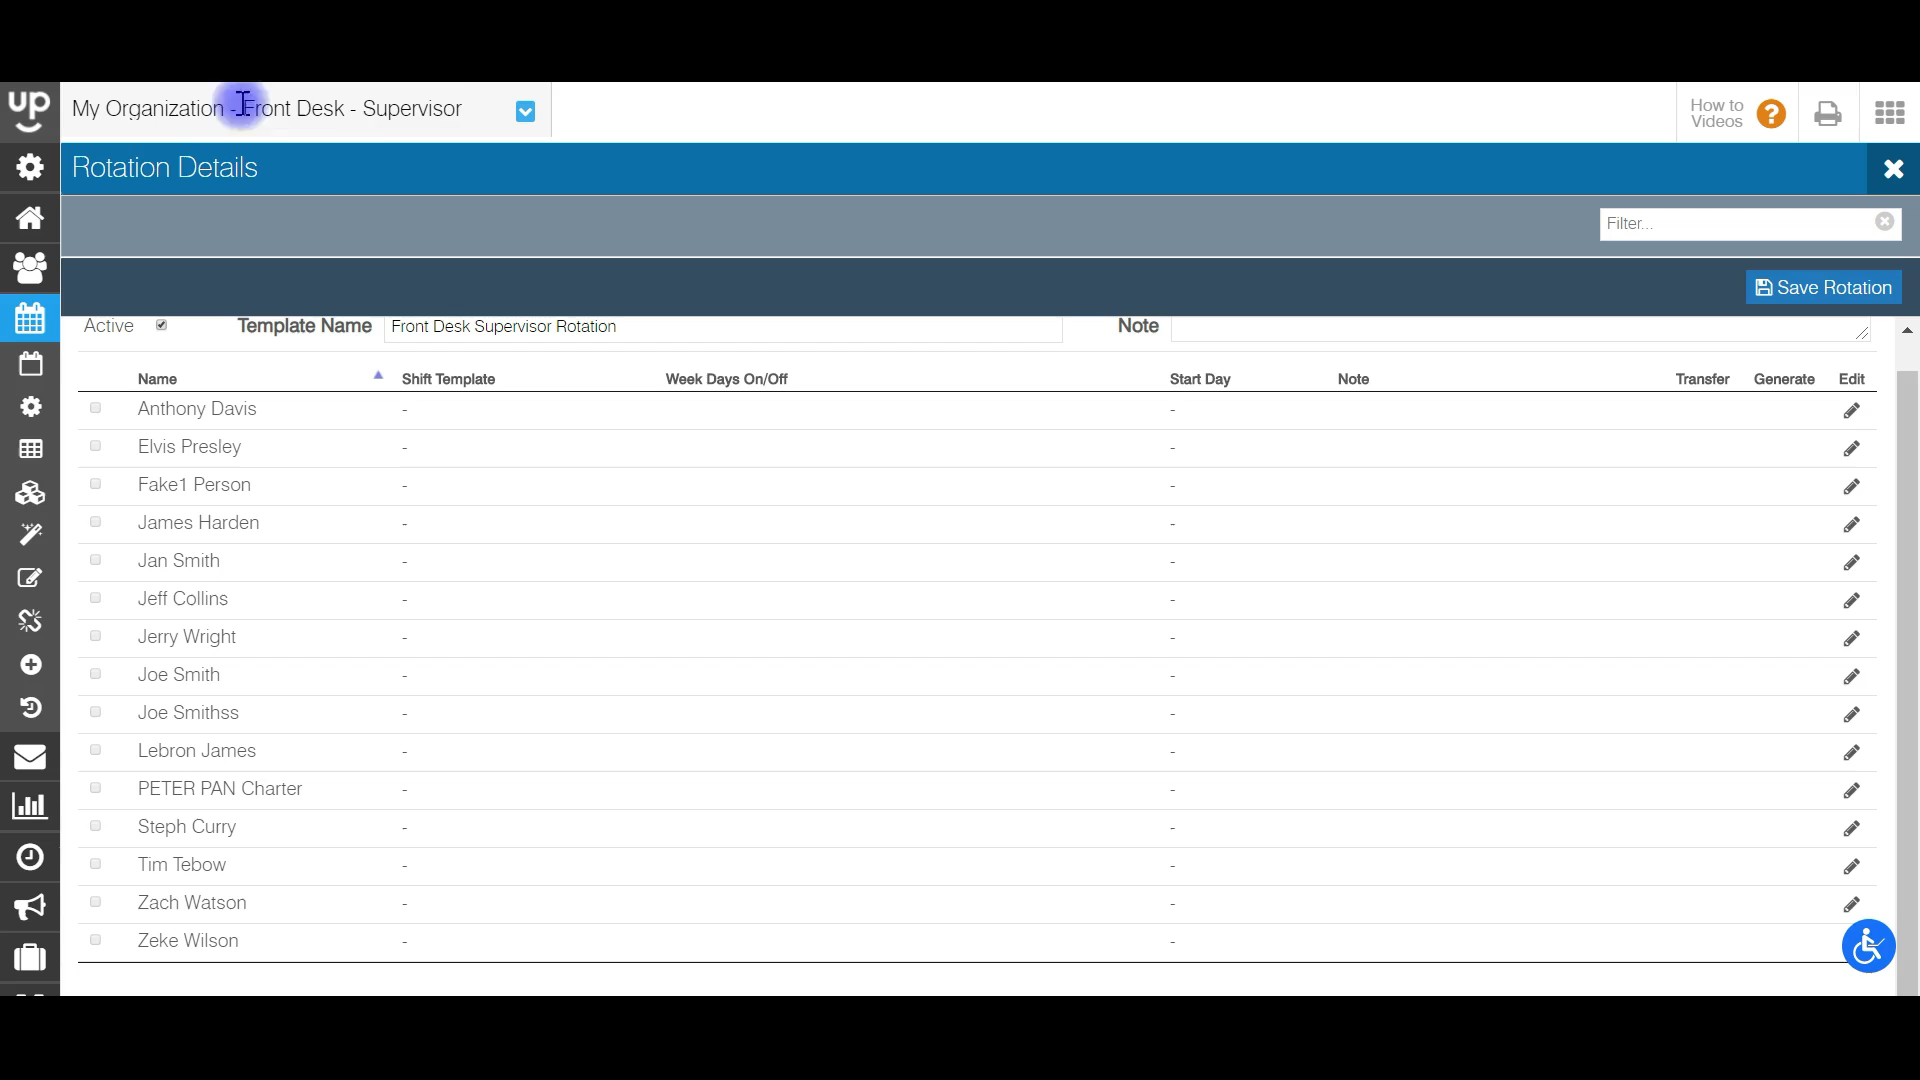 up
My Organization - Front Desk - Supervisor
How to
Videos
?
Rotation Details
Filter...
Save Rotation
Active Template Name Front Desk Supervisor Rotation Note
Name Shift Template Week Days On/Off Start Day Note Transfer Generate Edit
Anthony Davis - -
Elvis Presley - -
Fake1 Person - -
James Harden - -
Jan Smith - -
Jeff Collins - -
Jerry Wright - -
Joe Smith - -
Joe Smithss - -
Lebron James - -
PETER PAN Charter - -
Steph Curry - -
Tim Tebow - -
Zach Watson - -
Zeke Wilson - -